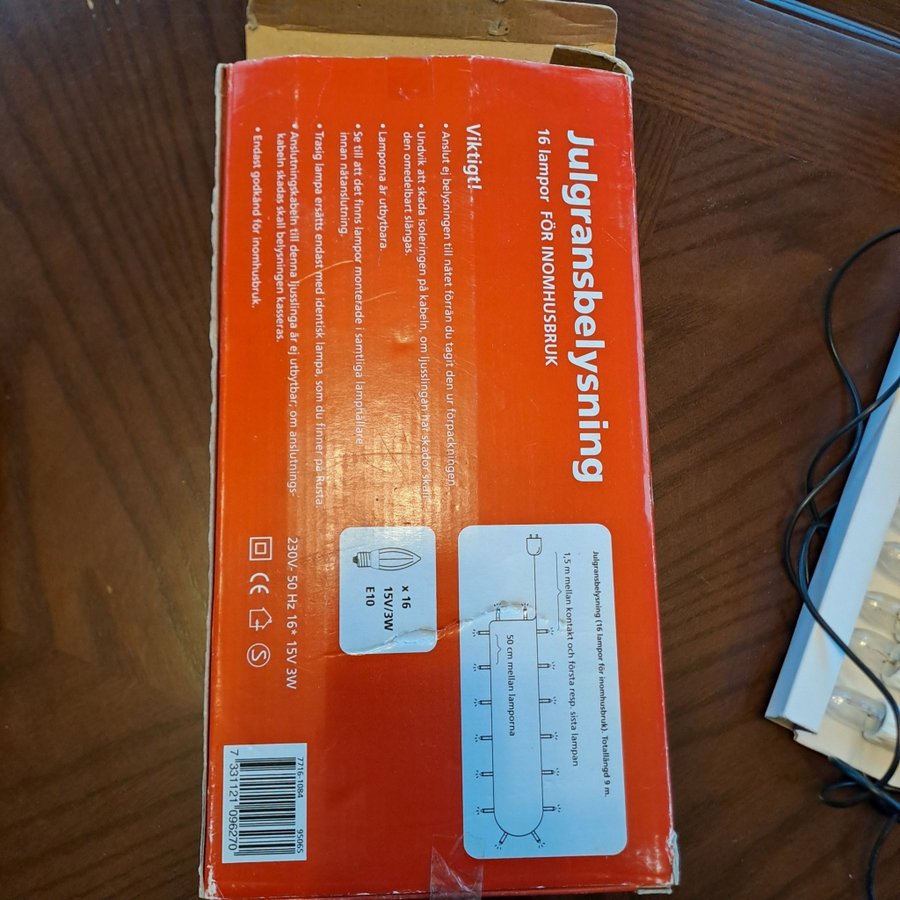 Julgransbelysning
16 lampor FÖR INOMHUSBRUK
Viktigt!
• Anslut ej belysningen till nätet förrän du tagit den ur förpackningen.
• Undvik att skada isoleringen på kabeln, om ljusslingan har skador skall
den omedelbart slängas.
• Lamporna är utbytbara.
• Se till att det finns lampor monterade i samtliga lamphållare
innan nätanslutning.
• Trasig lampa ersätts endast med identisk lampa, som du finner på Rusta.
• Anslutningskabeln till denna ljusslinga är ej utbytbar, om anslutnings-
kabeln skadas skall belysningen kasseras.
• Endast godkänd för inomhusbruk.
Julgransbelysning (16 lampor för inomhusbruk). Totallängd 9 m.
1,5 m mellan kontakt och första resp. sista lampan
50 cm mellan lamporna
x 16
15V/3W
E10
230V- 50 Hz 16* 15V 3W
CE
S
7716-1084 95065
7 331121 096270